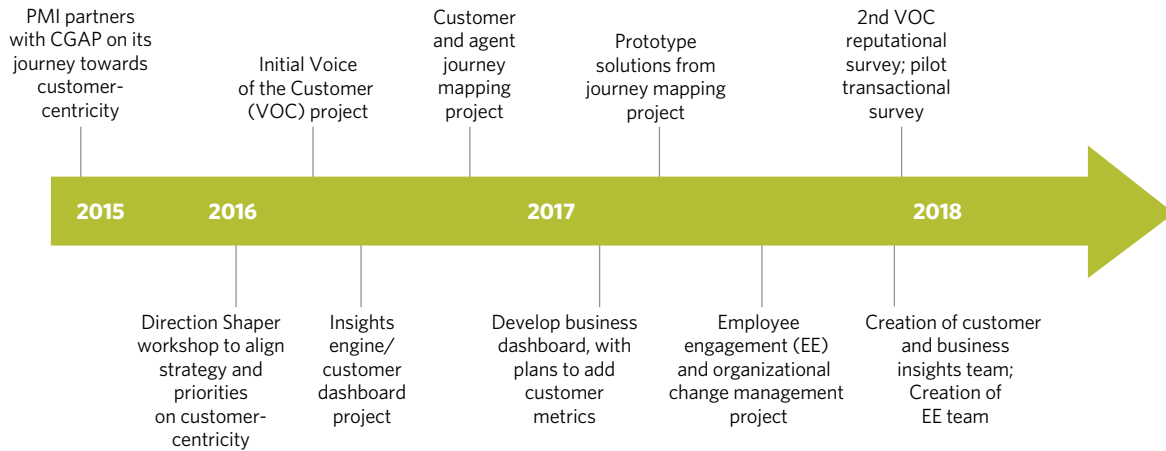 PMI partners
with CGAP on its
journey towards
customer-
centricity
Initial Voice
of the Customer
(VOC) project
Customer
and agent
journey
mapping
project
Prototype
solutions from
journey mapping
project
2nd VOC
reputational
survey; pilot
transactional
survey
2015
2016
2017
2018
Direction Shaper
workshop to align
strategy and
priorities
on customer-
centricity
Insights
engine/
customer
dashboard
project
Develop business
dashboard, with
plans to add
customer
metrics
Employee
engagement (EE)
and organizational
change management
project
Creation of customer
and business
insights team;
Creation of
EE team